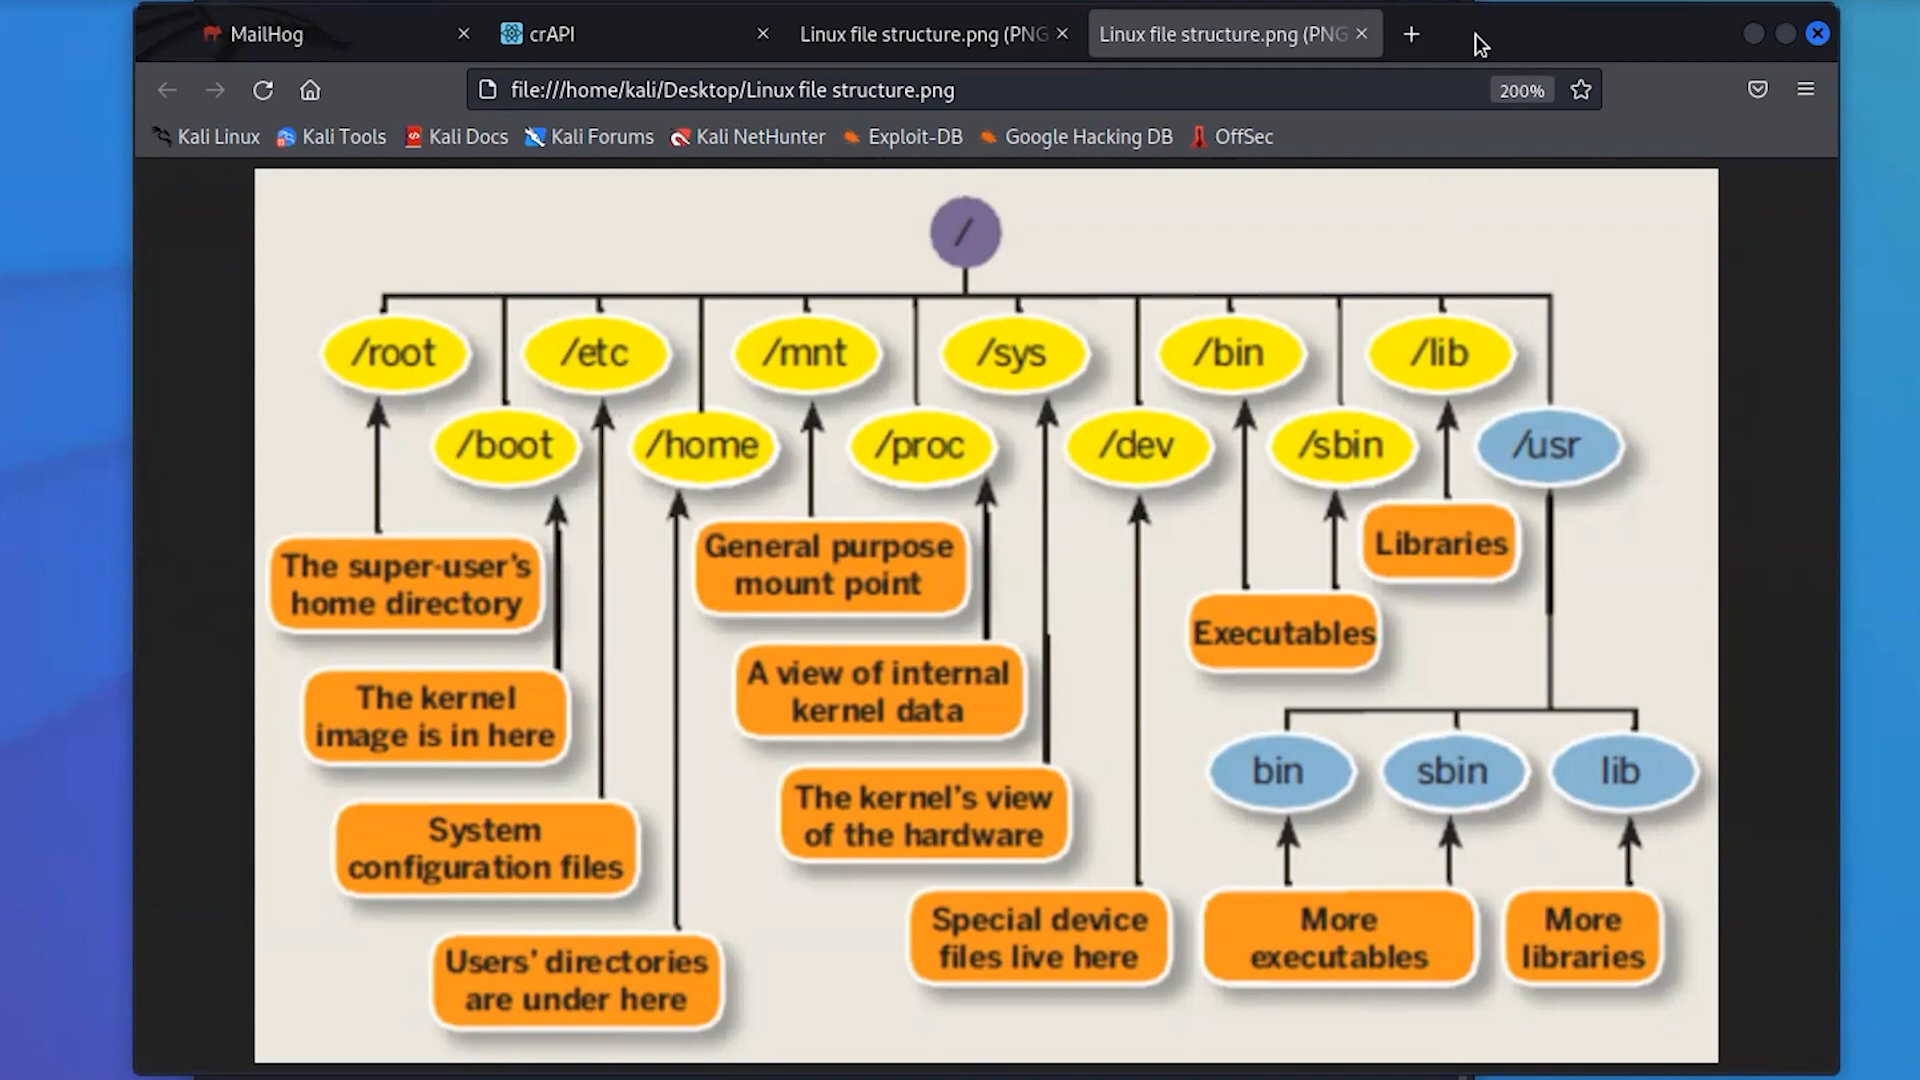 MailHog
crAPI
Linux file structure.png (PNG
Linux file structure.png (PNG
file:///home/kali/Desktop/Linux file structure.png
200%
Kali Linux
Kali Tools
Kali Docs
Kali Forums
Kali NetHunter
Exploit-DB
Google Hacking DB
OffSec
/
/root
/etc
/mnt
/sys
/bin
/lib
/boot
/home
/proc
/dev
/sbin
/usr
The super-user's
home directory
General purpose
mount point
Libraries
Executables
The kernel
image is in here
A view of internal
kernel data
bin
sbin
lib
System
configuration files
The kernel's view
of the hardware
Users' directories
are under here
Special device
files live here
More
executables
More
libraries